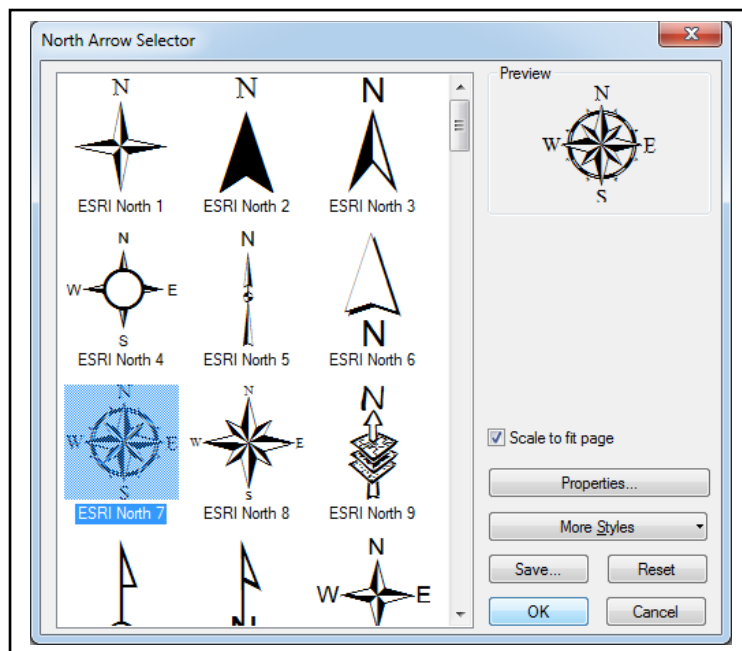 North Arrow Selector
Preview
N
N
N
N
W
E
S
ESRI North 1
ESRI North 2
ESRI North 3
N
W
E
S
N
N
ESRI North 4
ESRI North 5
ESRI North 6
N
W
E
S
N
W
E
S
N
ESRI North 7
ESRI North 8
ESRI North 9
Scale to fit page
Properties...
More Styles
N
W
E
N
Save...
Reset
OK
Cancel